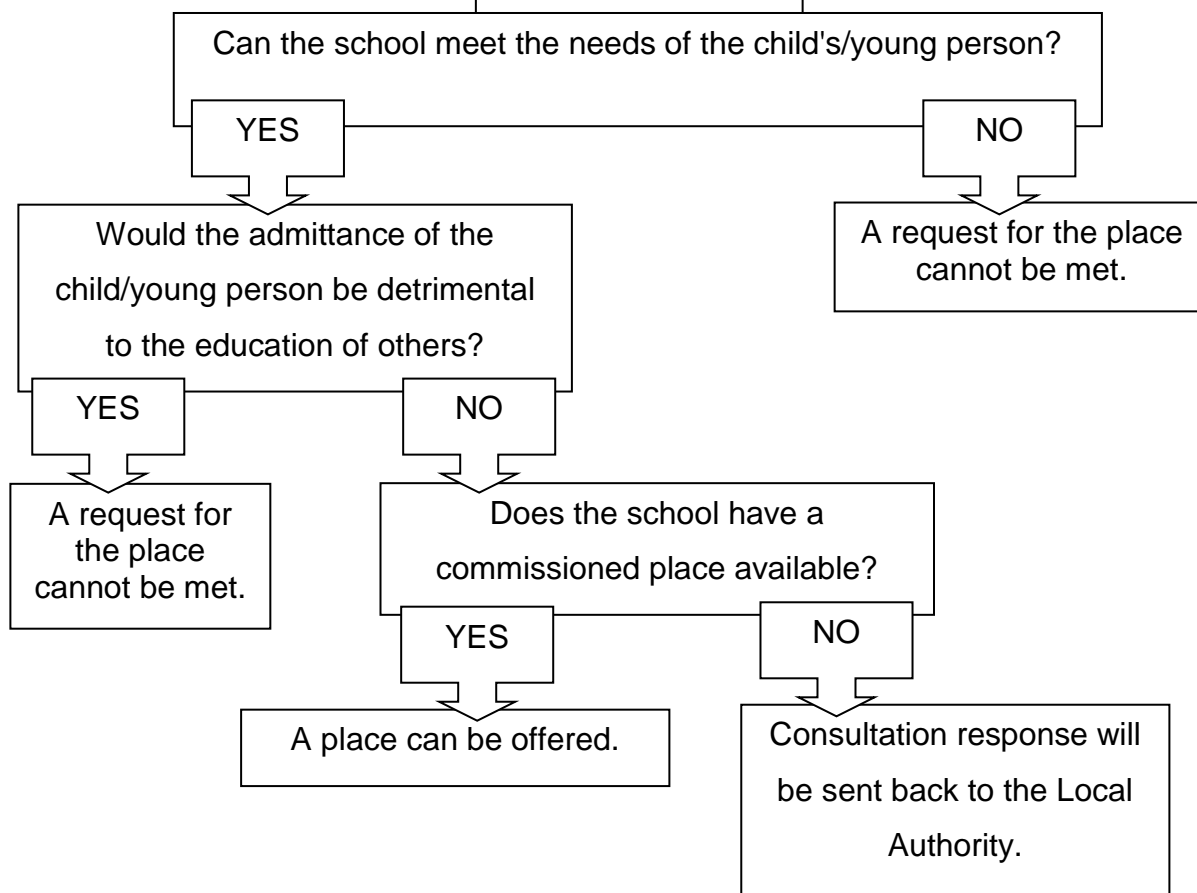 Can the school meet the needs of the child's/young person?
YES
NO
Would the admittance of the
child/young person be detrimental
to the education of others?
A request for the place
cannot be met.
YES
NO
A request for
the place
cannot be met.
Does the school have a
commissioned place available?
YES
NO
A place can be offered.
Consultation response will
be sent back to the Local
Authority.